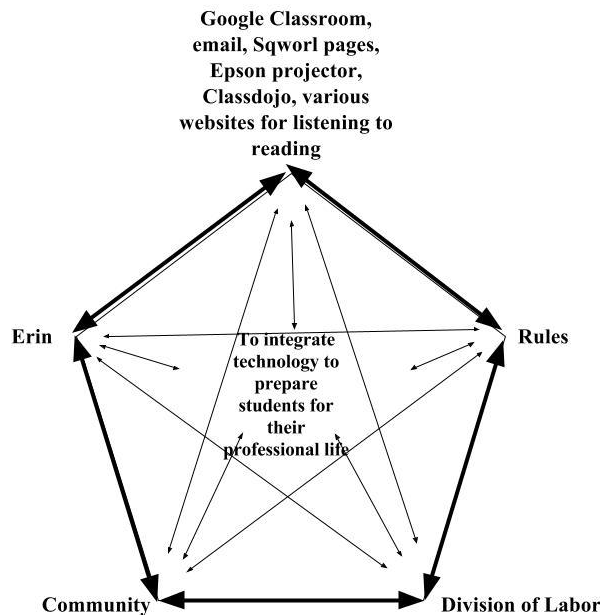 Google Classroom,
email, Sqworl pages,
Epson projector,
Classdojo, various
websites for listening to
reading
Erin
Rules
To integrate
technology to
prepare
students for
their
professional life
Community
Division of Labor